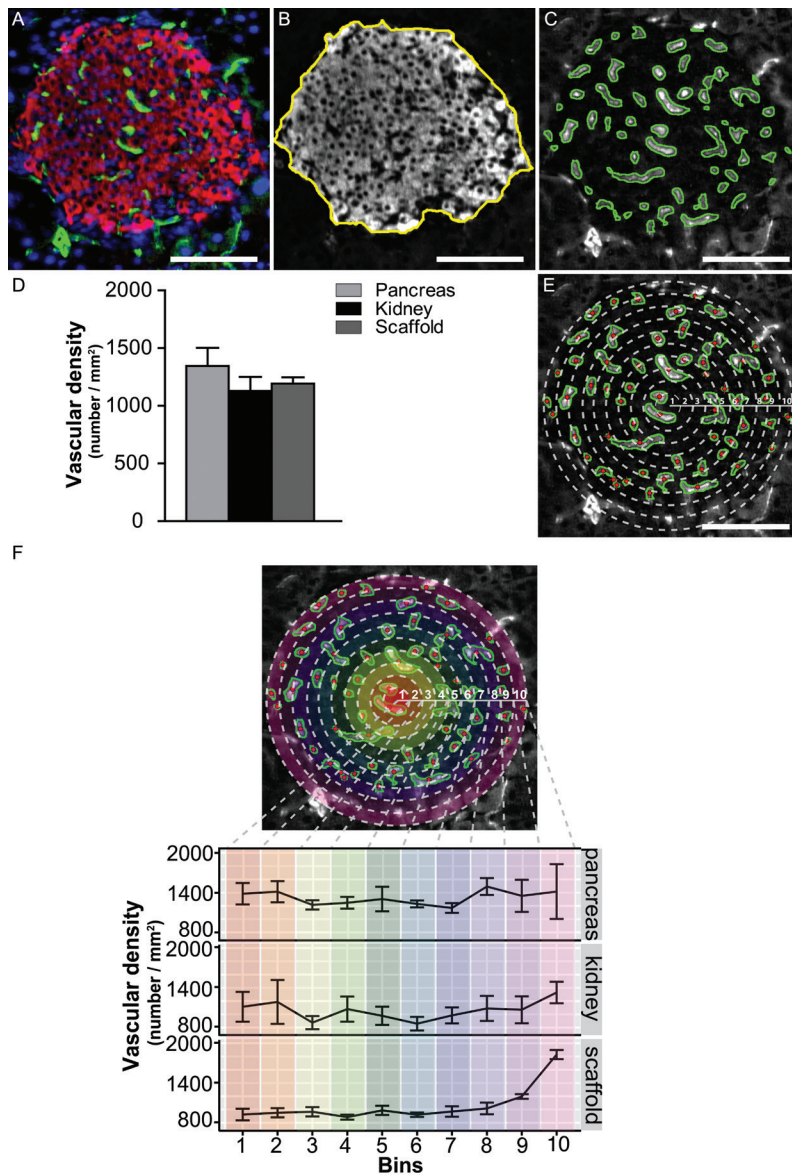 A
B
C
D
2000
1500
1000
500
0
Vascular density
(number / mm²)
Pancreas
Kidney
Scaffold
E
1 2 3 4 5 6 7 8 9 10
F
1 2 3 4 5 6 7 8 9 10
Vascular density
(number / mm²)
2000
1400
800
pancreas
2000
1400
800
kidney
2000
1400
800
scaffold
1 2 3 4 5 6 7 8 9 10
Bins